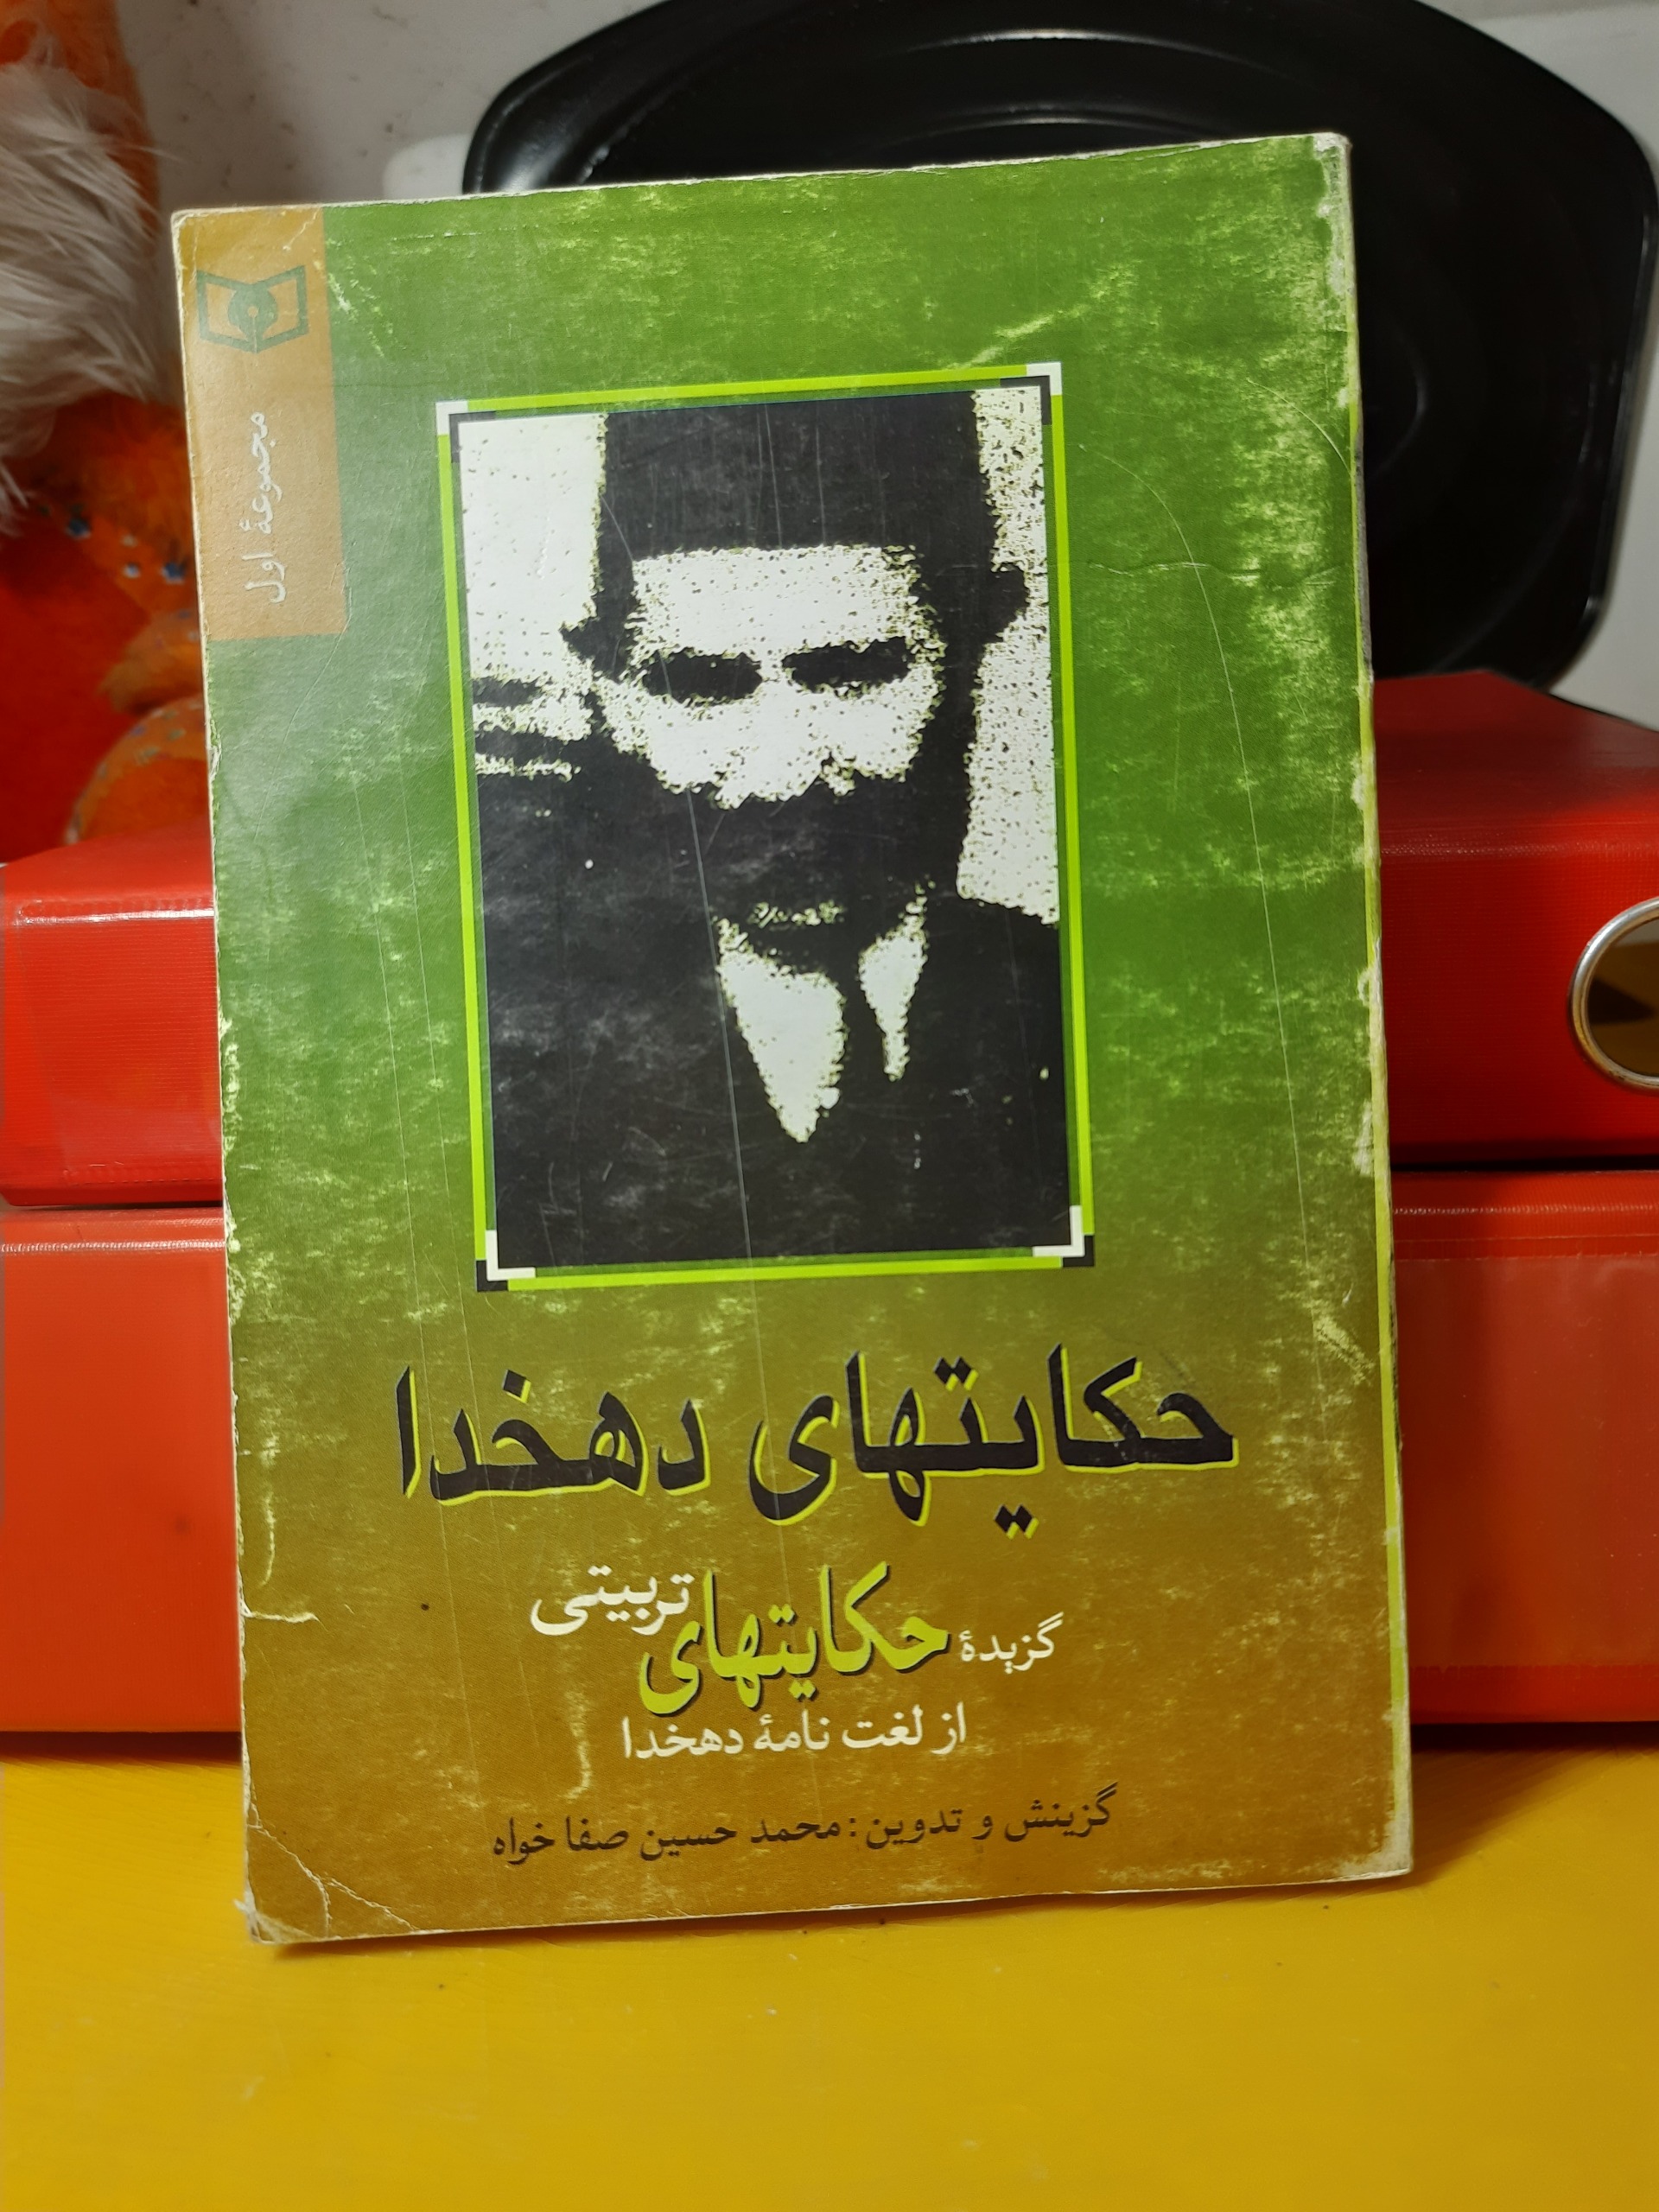 مجموعهٔ اول
حکایتهای دهخدا
گزیدهٔ حکایتهای تربیتی
از لغت نامهٔ دهخدا
گزینش و تدوین : محمد حسین صفا خواه